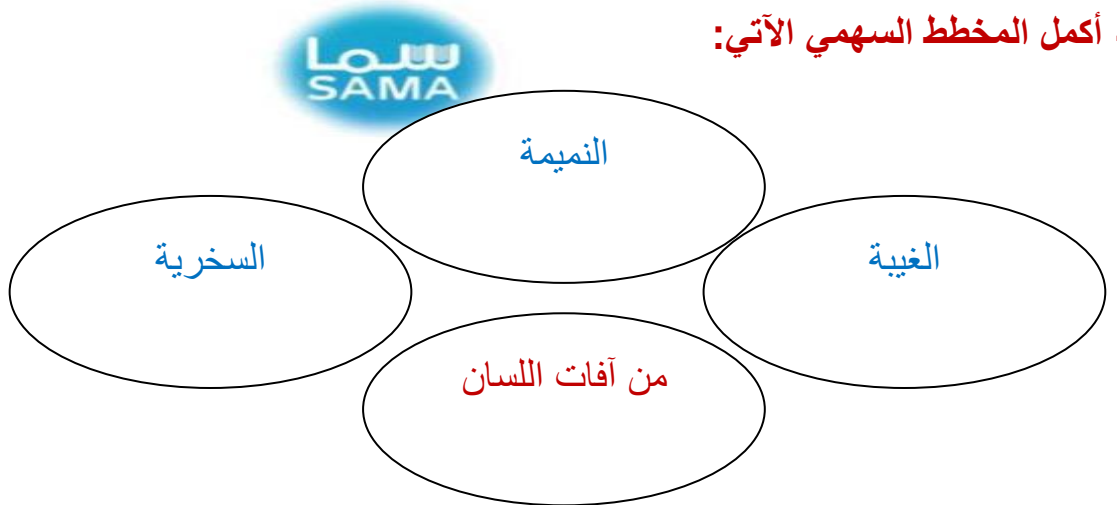 أكمل المخطط السهمي الآتي:
سما
SAMA
النميمة
الغيبة
السخرية
من آفات اللسان